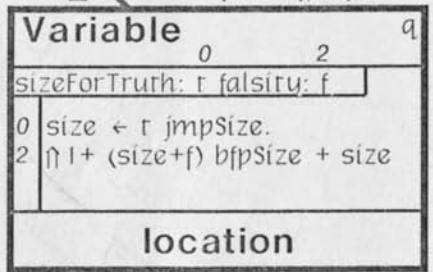 Variable q
0 2
sizeForTruth: t falsity: f
0 size ← t jmpSize.
2 ⇑ 1+ (size+f) bfpSize + size
location